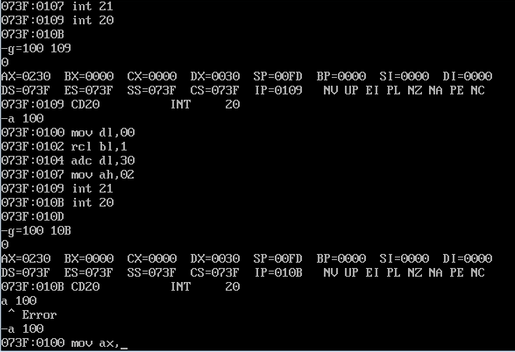 073F:0107 int 21
073F:0109 int 20
073F:010B
-g=100 109
0
AX=0230  BX=0000  CX=0000  DX=0030  SP=00FD  BP=0000  SI=0000  DI=0000
DS=073F  ES=073F  SS=073F  CS=073F  IP=0109   NV UP EI PL NZ NA PE NC
073F:0109 CD20          INT     20
-a 100
073F:0100 mov dl,00
073F:0102 rcl bl,1
073F:0104 adc dl,30
073F:0107 mov ah,02
073F:0109 int 21
073F:010B int 20
073F:010D
-g=100 10B
0
AX=0230  BX=0000  CX=0000  DX=0030  SP=00FD  BP=0000  SI=0000  DI=0000
DS=073F  ES=073F  SS=073F  CS=073F  IP=010B   NV UP EI PL NZ NA PE NC
073F:010B CD20          INT     20
a 100
 ^ Error
-a 100
073F:0100 mov ax,_